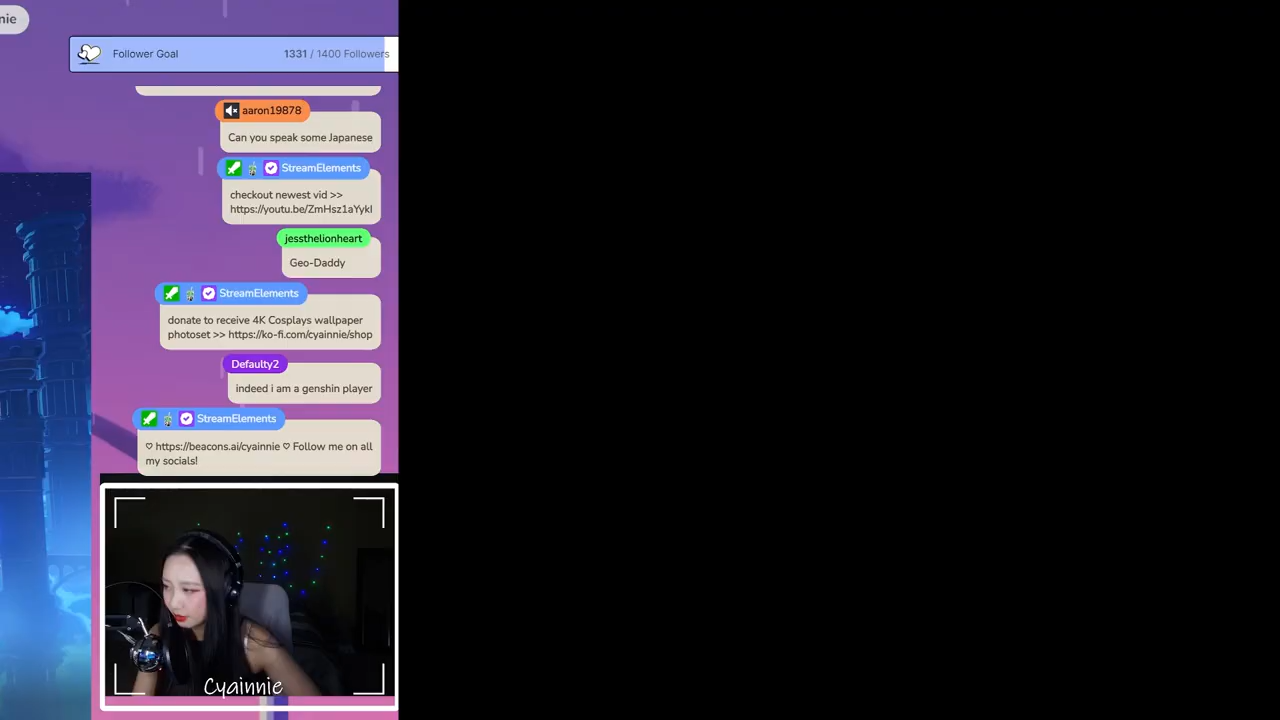 nnie
Follower Goal
1331 / 1400 Followers
aaron19878
Can you speak some Japanese
StreamElements
checkout newest vid >>
https://youtu.be/ZmHsz1aYykI
jessthelionheart
Geo-Daddy
StreamElements
donate to receive 4K Cosplays wallpaper
photoset >> https://ko-fi.com/cyainnie/shop
Defaulty2
indeed i am a genshin player
StreamElements
♡ https://beacons.ai/cyainnie ♡ Follow me on all
my socials!
Cyainnie